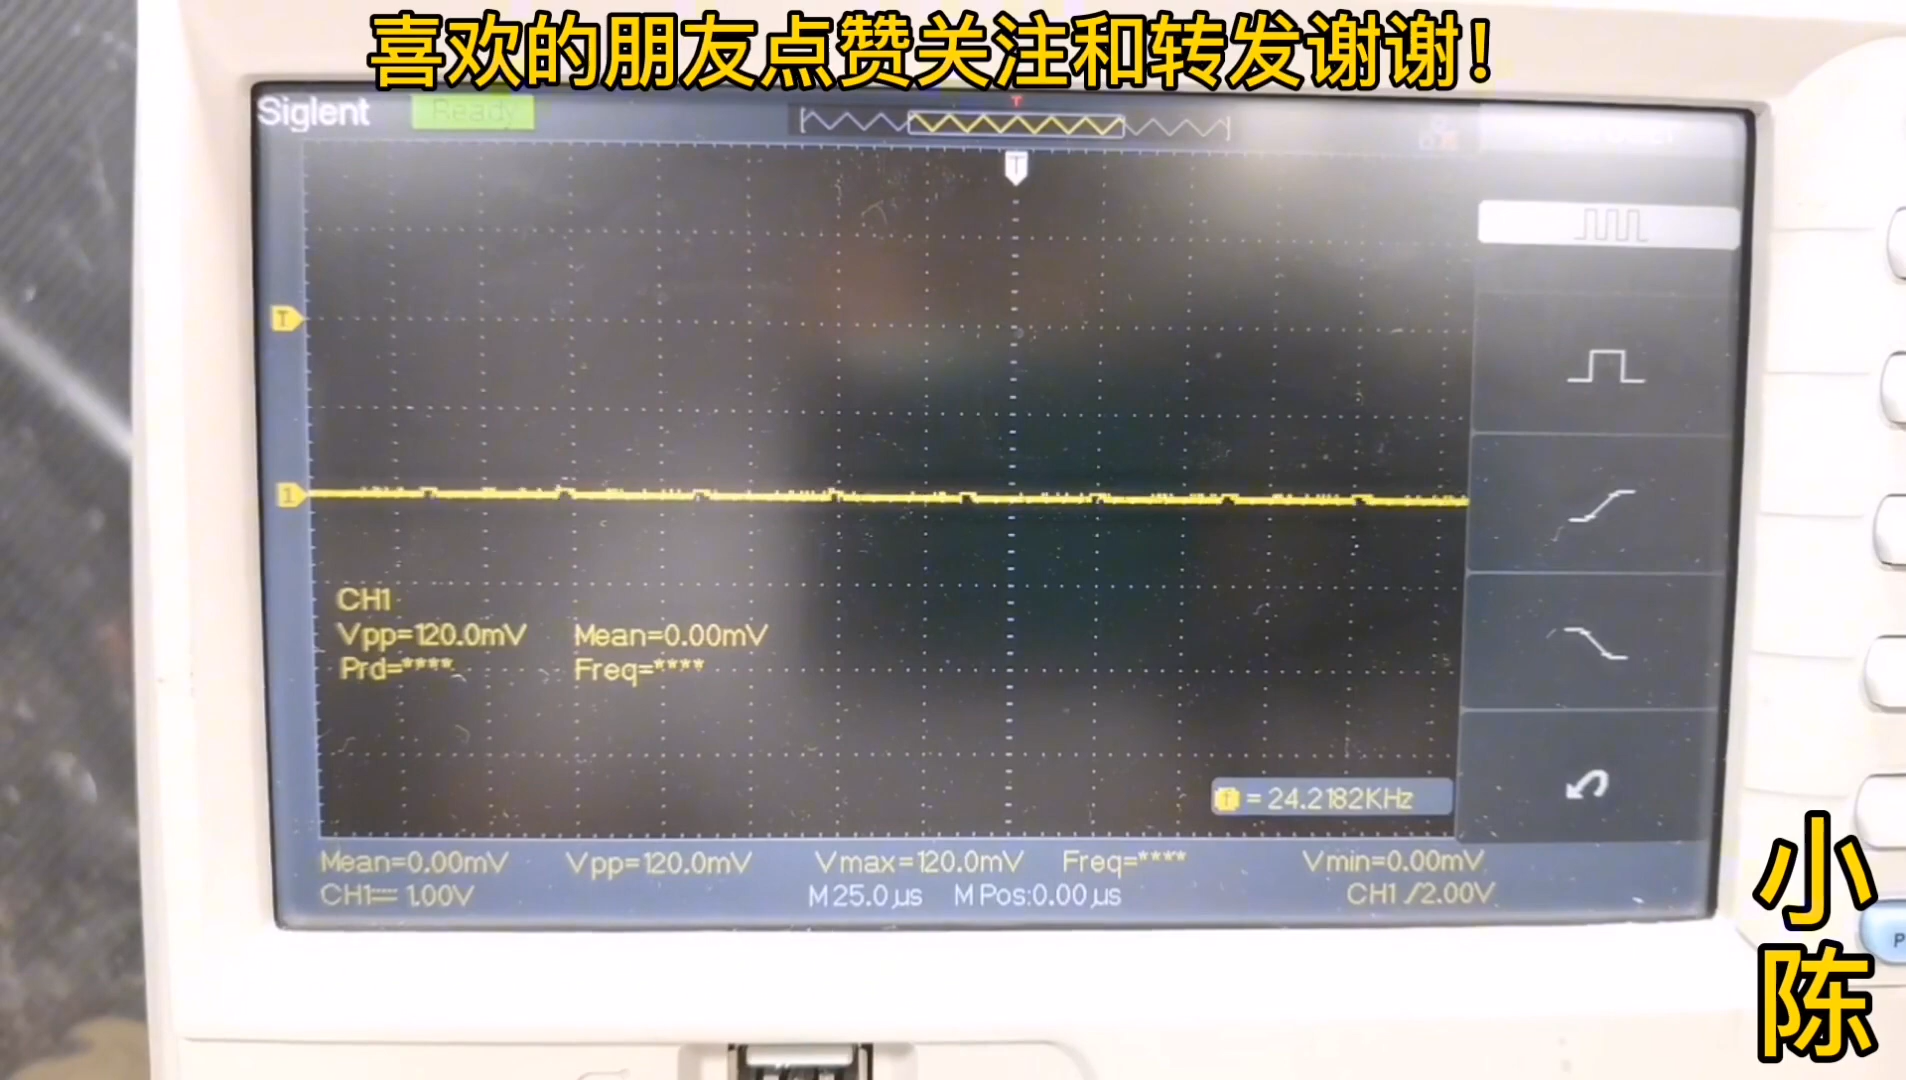 喜欢的朋友点赞关注和转发谢谢!
Siglent
Ready
T
T
T
1
CH1
Vpp=120.0mV Mean=0.00mV
Prd=**** Freq=****
T = 24.2182KHz
Mean=0.00mV Vpp=120.0mV Vmax=120.0mV Freq=**** Vmin=0.00mV
CH1 1.00V M 25.0µs M Pos:0.00µs CH1 /2.00V
小
陈
P